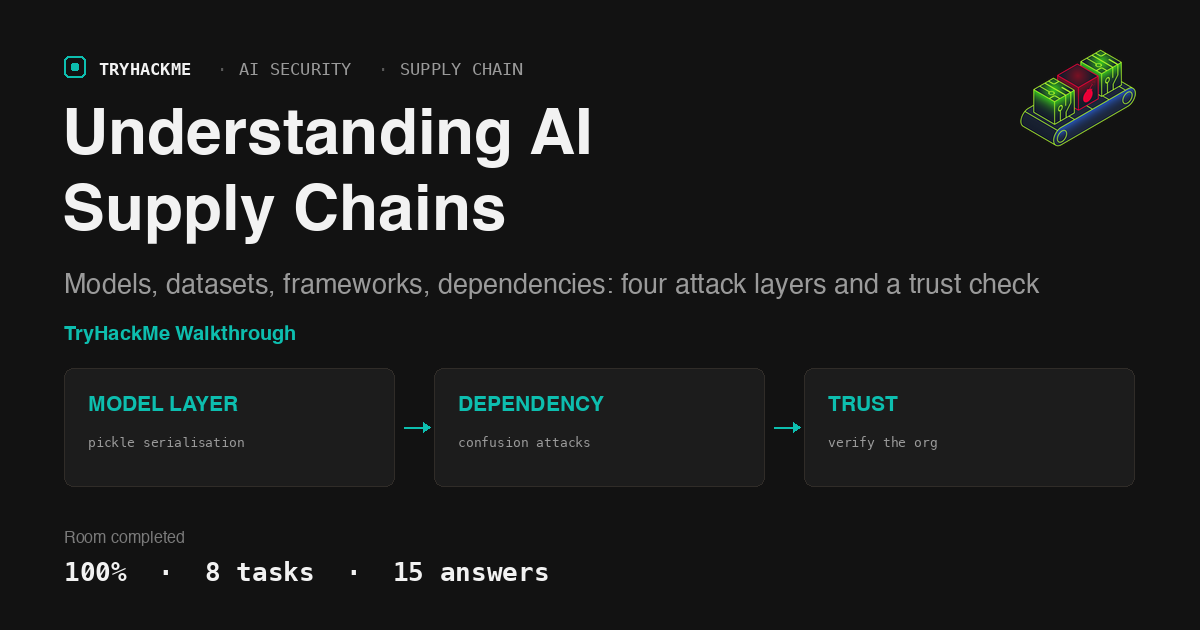 TRYHACKME · AI SECURITY · SUPPLY CHAIN
Understanding AI
Supply Chains
Models, datasets, frameworks, dependencies: four attack layers and a trust check
TryHackMe Walkthrough
MODEL LAYER
pickle serialisation
DEPENDENCY
confusion attacks
TRUST
verify the org
Room completed
100% · 8 tasks · 15 answers